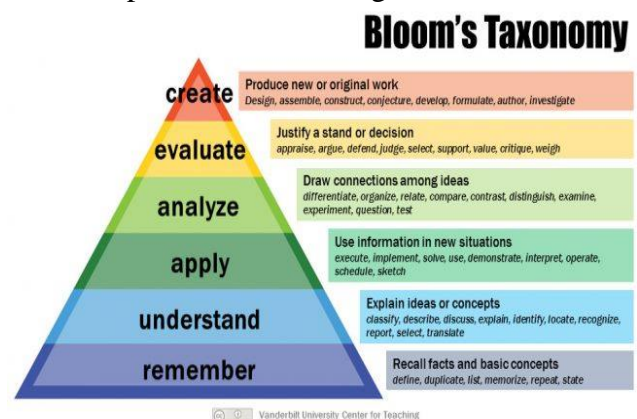 Bloom's Taxonomy
create
Produce new or original work
Design, assemble, construct, conjecture, develop, formulate, author, investigate
evaluate
Justify a stand or decision
appraise, argue, defend, judge, select, support, value, critique, weigh
analyze
Draw connections among ideas
differentiate, organize, relate, compare, contrast, distinguish, examine,
experiment, question, test
apply
Use information in new situations
execute, implement, solve, use, demonstrate, interpret, operate,
schedule, sketch
understand
Explain ideas or concepts
classify, describe, discuss, explain, identify, locate, recognize,
report, select, translate
remember
Recall facts and basic concepts
define, duplicate, list, memorize, repeat, state
Vanderbilt University Center for Teaching